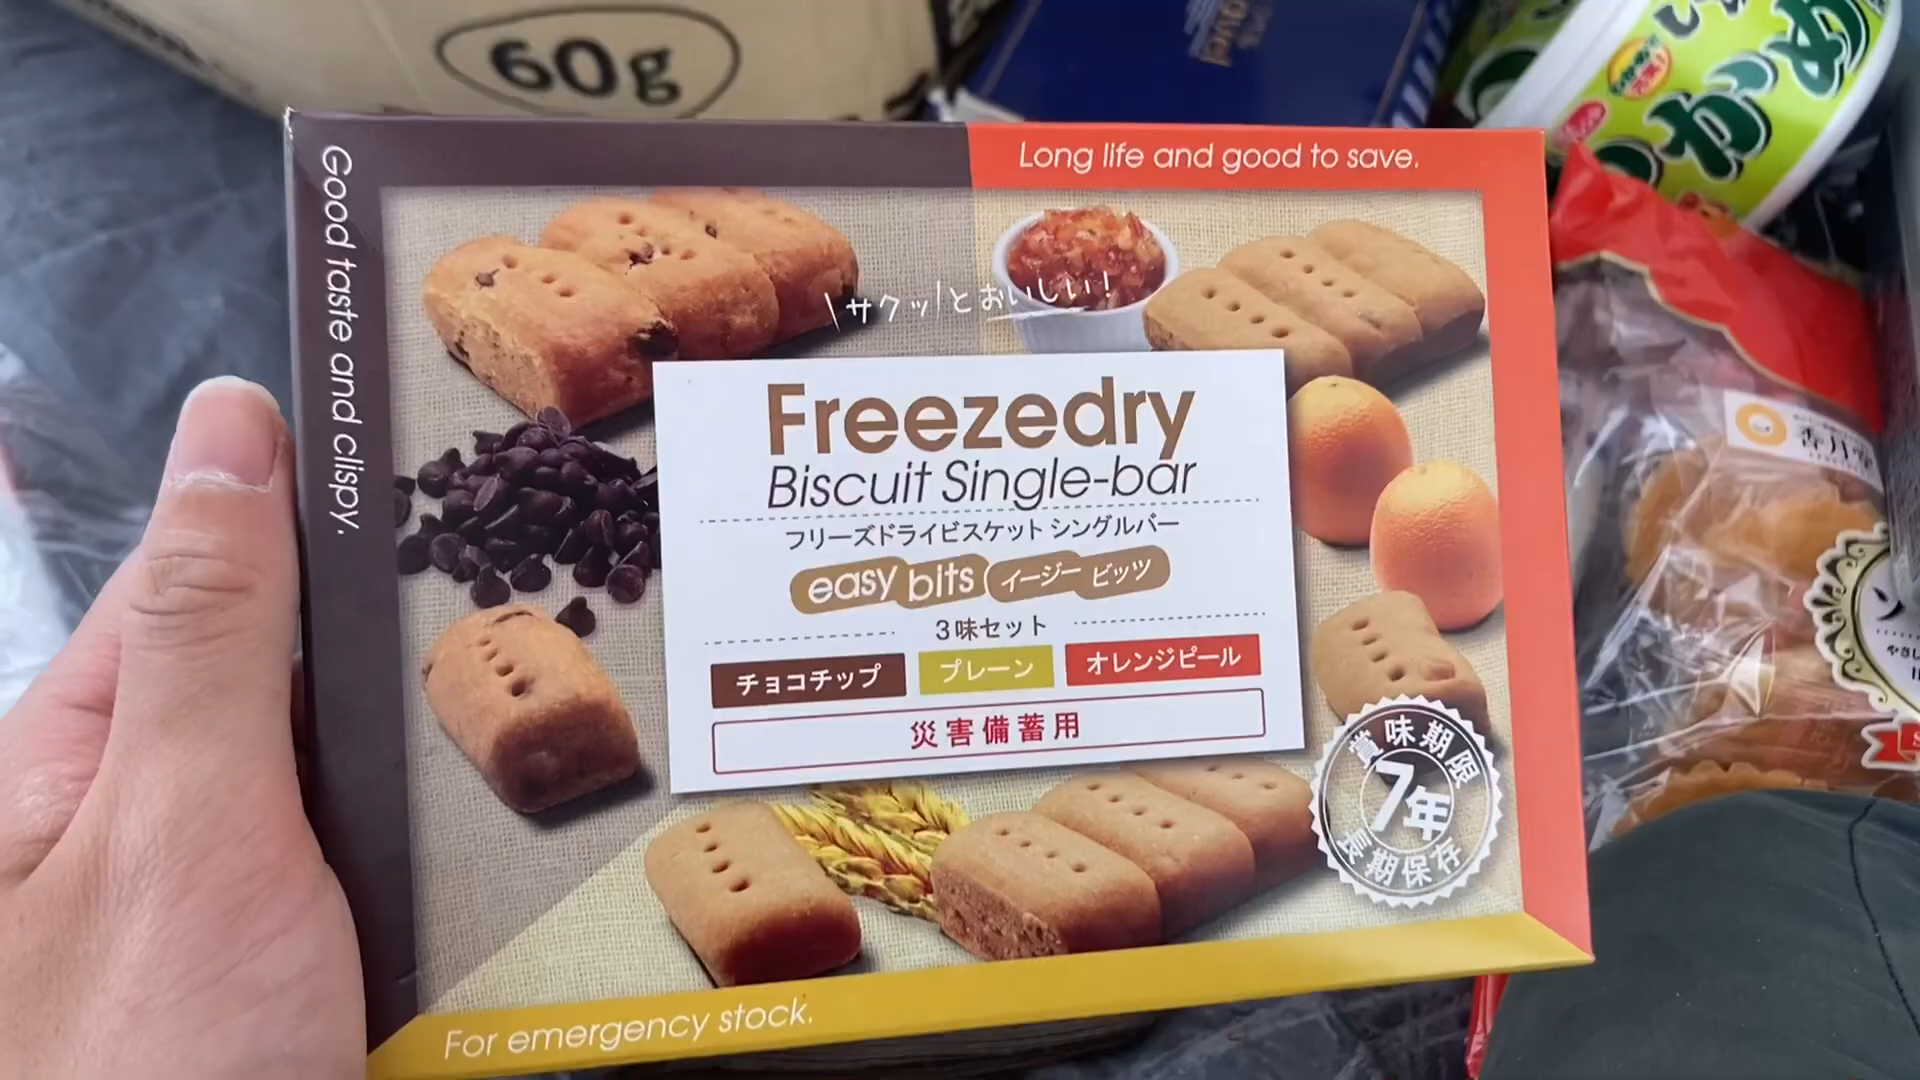 60g
わかめ
Good taste and clispy.
Long life and good to save.
サクッとおいしい!
Freezedry
Biscuit Single-bar
フリーズドライビスケット シングルバー
easy bits イージービッツ
3味セット
チョコチップ
プレーン
オレンジピール
災害備蓄用
賞味期限
7年
長期保存
For emergency stock.